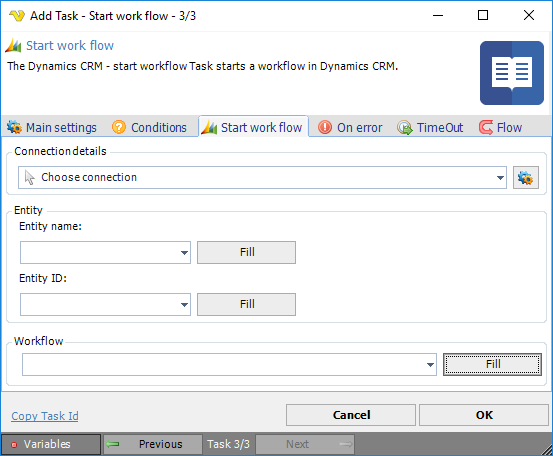 Add Task - Start work flow - 3/3
Start work flow
The Dynamics CRM - start workflow Task starts a workflow in Dynamics CRM.
Main settings Conditions Start work flow On error TimeOut Flow
Connection details
Choose connection
Entity
Entity name:
Fill
Entity ID:
Fill
Workflow
Fill
Copy Task Id Cancel OK
Variables Previous Task 3/3 Next